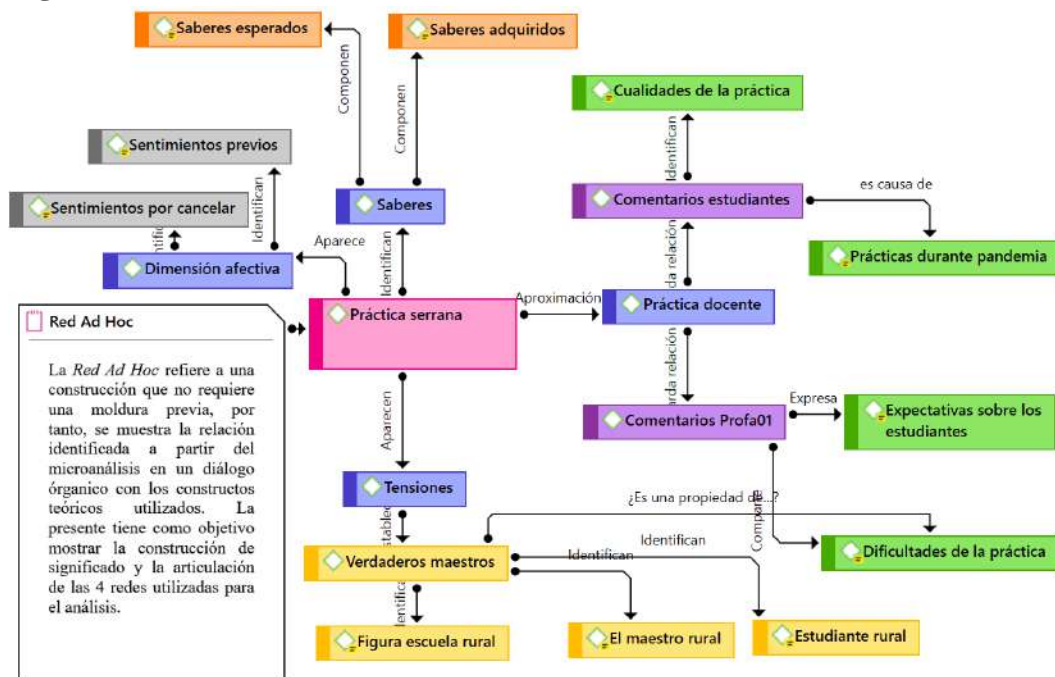 Saberes esperados
Saberes adquiridos
Componen
Componen
Cualidades de la práctica
Sentimientos previos
Identifican
Sentimientos por cancelar
Identifican
Saberes
Comentarios estudiantes
es causa de
Aparece
Identifican
Dimensión afectiva
Prácticas durante pandemia
Red Ad Hoc
Práctica serrana
Aproximación
Práctica docente
La Red Ad Hoc refiere a una
construcción que no requiere
una moldura previa, por
tanto, se muestra la relación
identificada a partir del
microanálisis en un diálogo
órganico con los constructos
teóricos utilizados. La
presente tiene como objetivo
mostrar la construcción de
significado y la articulación
de las 4 redes utilizadas para
el análisis.
Aparecen
Comentarios Profa01
Expresa
Expectativas sobre los
estudiantes
Tensiones
¿Es una propiedad de...?
Comparte
Verdaderos maestros
Identifican
Identifican
Dificultades de la práctica
Figura escuela rural
El maestro rural
Estudiante rural